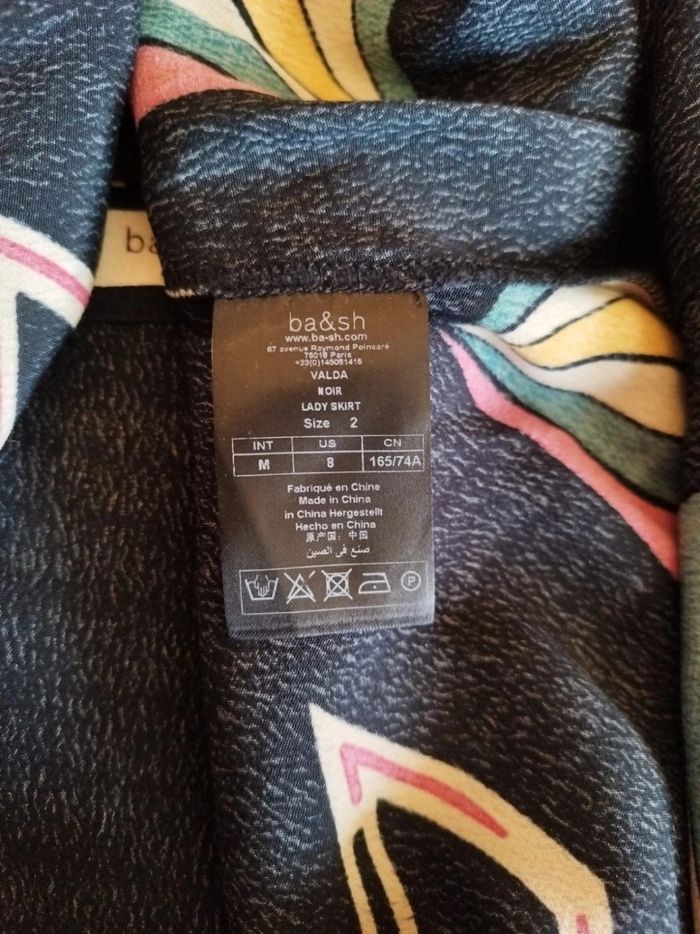 ba
ba&sh
www.ba-sh.com
67 avenue Raymond Poincaré
75016 Paris
+33(0)145081415
VALDA
NOIR
LADY SKIRT
Size 2
INT US CN
M 8 165/74A
Fabriqué en Chine
Made in China
in China Hergestellt
Hecho en China
原产国: 中国
صنع في الصين
P